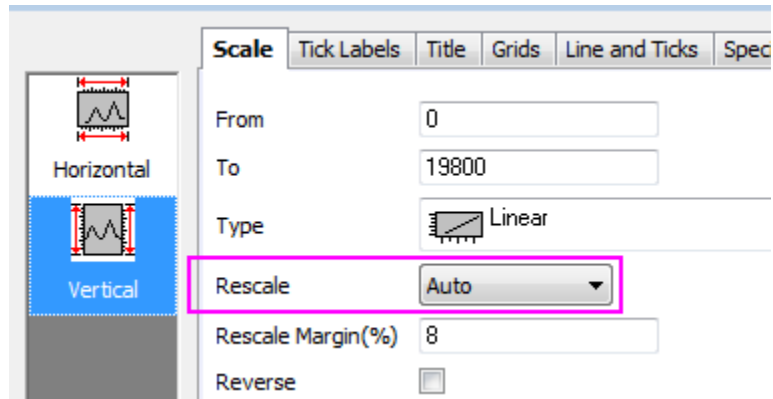 Scale Tick Labels Title Grids Line and Ticks Speci
Horizontal
Vertical
From 0
To 19800
Type Linear
Rescale Auto
Rescale Margin(%) 8
Reverse